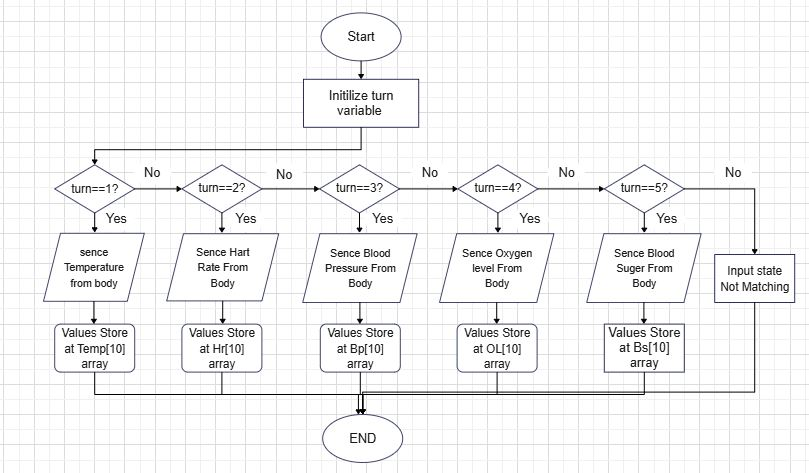 Start
Initilize turn
variable
No
No
No
No
No
turn==1?
turn==2?
turn==3?
turn==4?
turn==5?
Yes
Yes
Yes
Yes
Yes
sence
Temperature
from body
Sence Hart
Rate From
Body
Sence Blood
Pressure From
Body
Sence Oxygen
level From
Body
Sence Blood
Suger From
Body
Input state
Not Matching
Values Store
at Temp[10]
array
Values Store
at Hr[10]
array
Values Store
at Bp[10]
array
Values Store
at OL[10]
array
Values Store
at Bs[10]
array
END